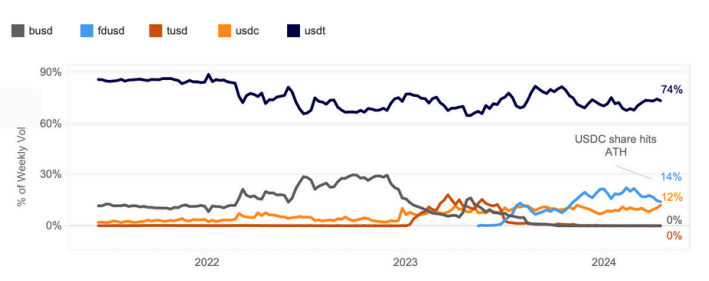 busd fdusd tusd usdc usdt
90%
60%
30%
0%
% of Weekly Vol
74%
USDC share hits
ATH
14%
12%
0%
0%
2022 2023 2024